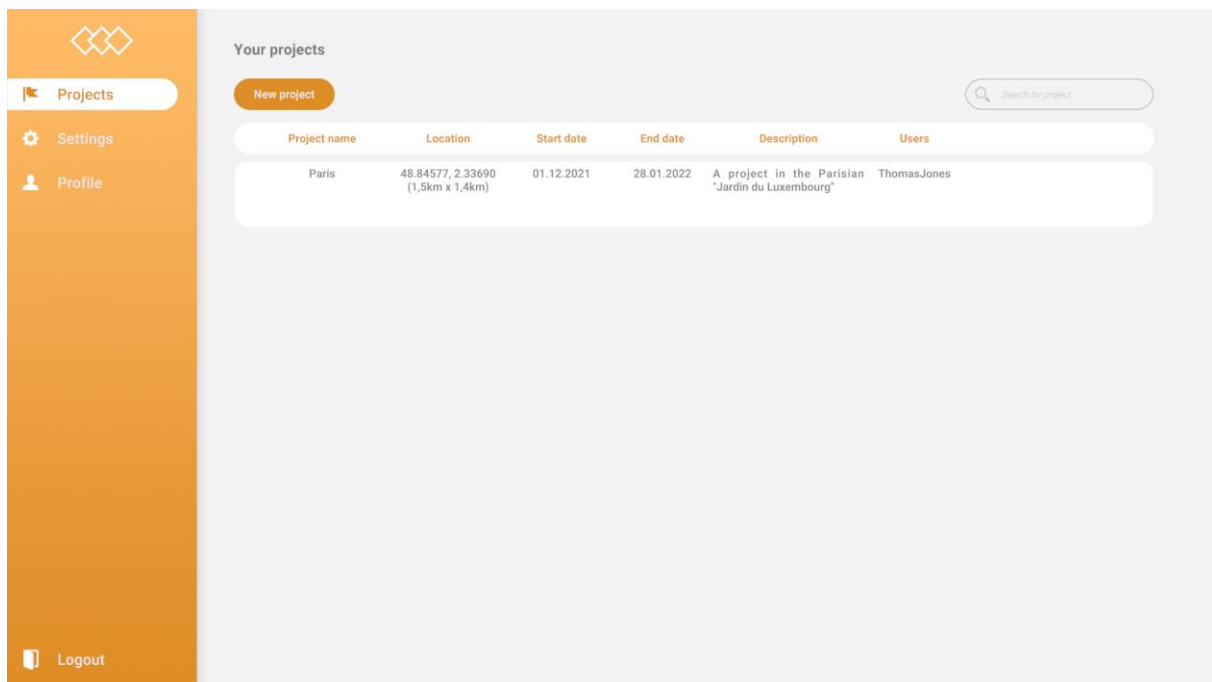 Your projects
Projects
New project
Search for project
Project name Location Start date End date Description Users
Settings
Paris 48.84577, 2.33690 01.12.2021 28.01.2022 A project in the Parisian ThomasJones
(1,5km x 1,4km) "Jardin du Luxembourg"
Profile
Logout